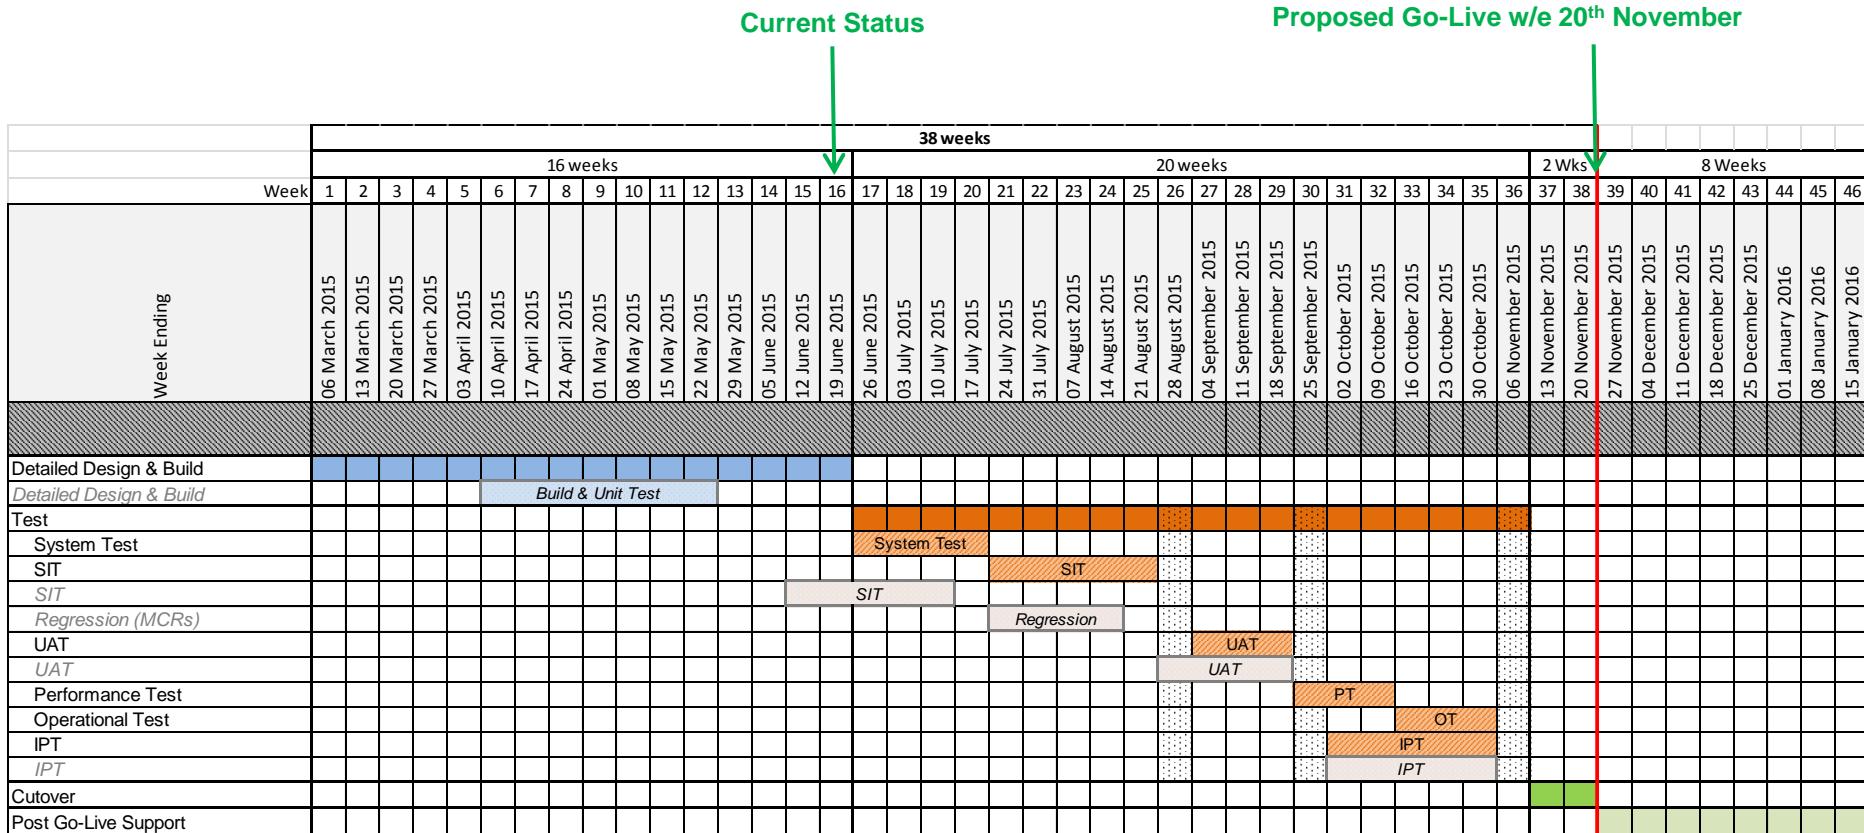 Current Status
Proposed Go-Live w/e 20th November
38 weeks
16 weeks 20 weeks 2 Wks 8 Weeks
Week 1 2 3 4 5 6 7 8 9 10 11 12 13 14 15 16 17 18 19 20 21 22 23 24 25 26 27 28 29 30 31 32 33 34 35 36 37 38 39 40 41 42 43 44 45 46
Week Ending
06 March 2015
13 March 2015
20 March 2015
27 March 2015
03 April 2015
10 April 2015
17 April 2015
24 April 2015
01 May 2015
08 May 2015
15 May 2015
22 May 2015
29 May 2015
05 June 2015
12 June 2015
19 June 2015
26 June 2015
03 July 2015
10 July 2015
17 July 2015
24 July 2015
31 July 2015
07 August 2015
14 August 2015
21 August 2015
28 August 2015
04 September 2015
11 September 2015
18 September 2015
25 September 2015
02 October 2015
09 October 2015
16 October 2015
23 October 2015
30 October 2015
06 November 2015
13 November 2015
20 November 2015
27 November 2015
04 December 2015
11 December 2015
18 December 2015
25 December 2015
01 January 2016
08 January 2016
15 January 2016
Detailed Design & Build
Detailed Design & Build Build & Unit Test
Test
System Test System Test
SIT SIT
SIT SIT
Regression (MCRs) Regression
UAT UAT
UAT UAT
Performance Test PT
Operational Test OT
IPT IPT
IPT IPT
Cutover
Post Go-Live Support